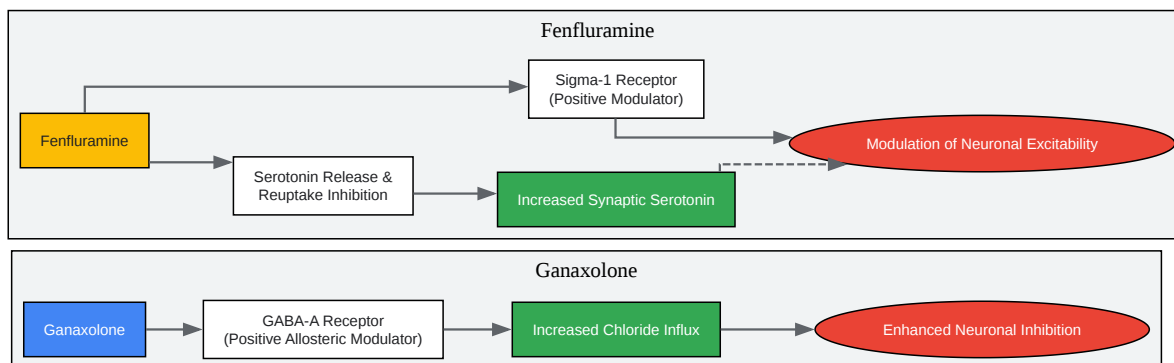 Fenfluramine
Sigma-1 Receptor
(Positive Modulator)
Fenfluramine
Modulation of Neuronal Excitability
Serotonin Release &
Reuptake Inhibition
Increased Synaptic Serotonin
Ganaxolone
Ganaxolone
GABA-A Receptor
(Positive Allosteric Modulator)
Increased Chloride Influx
Enhanced Neuronal Inhibition